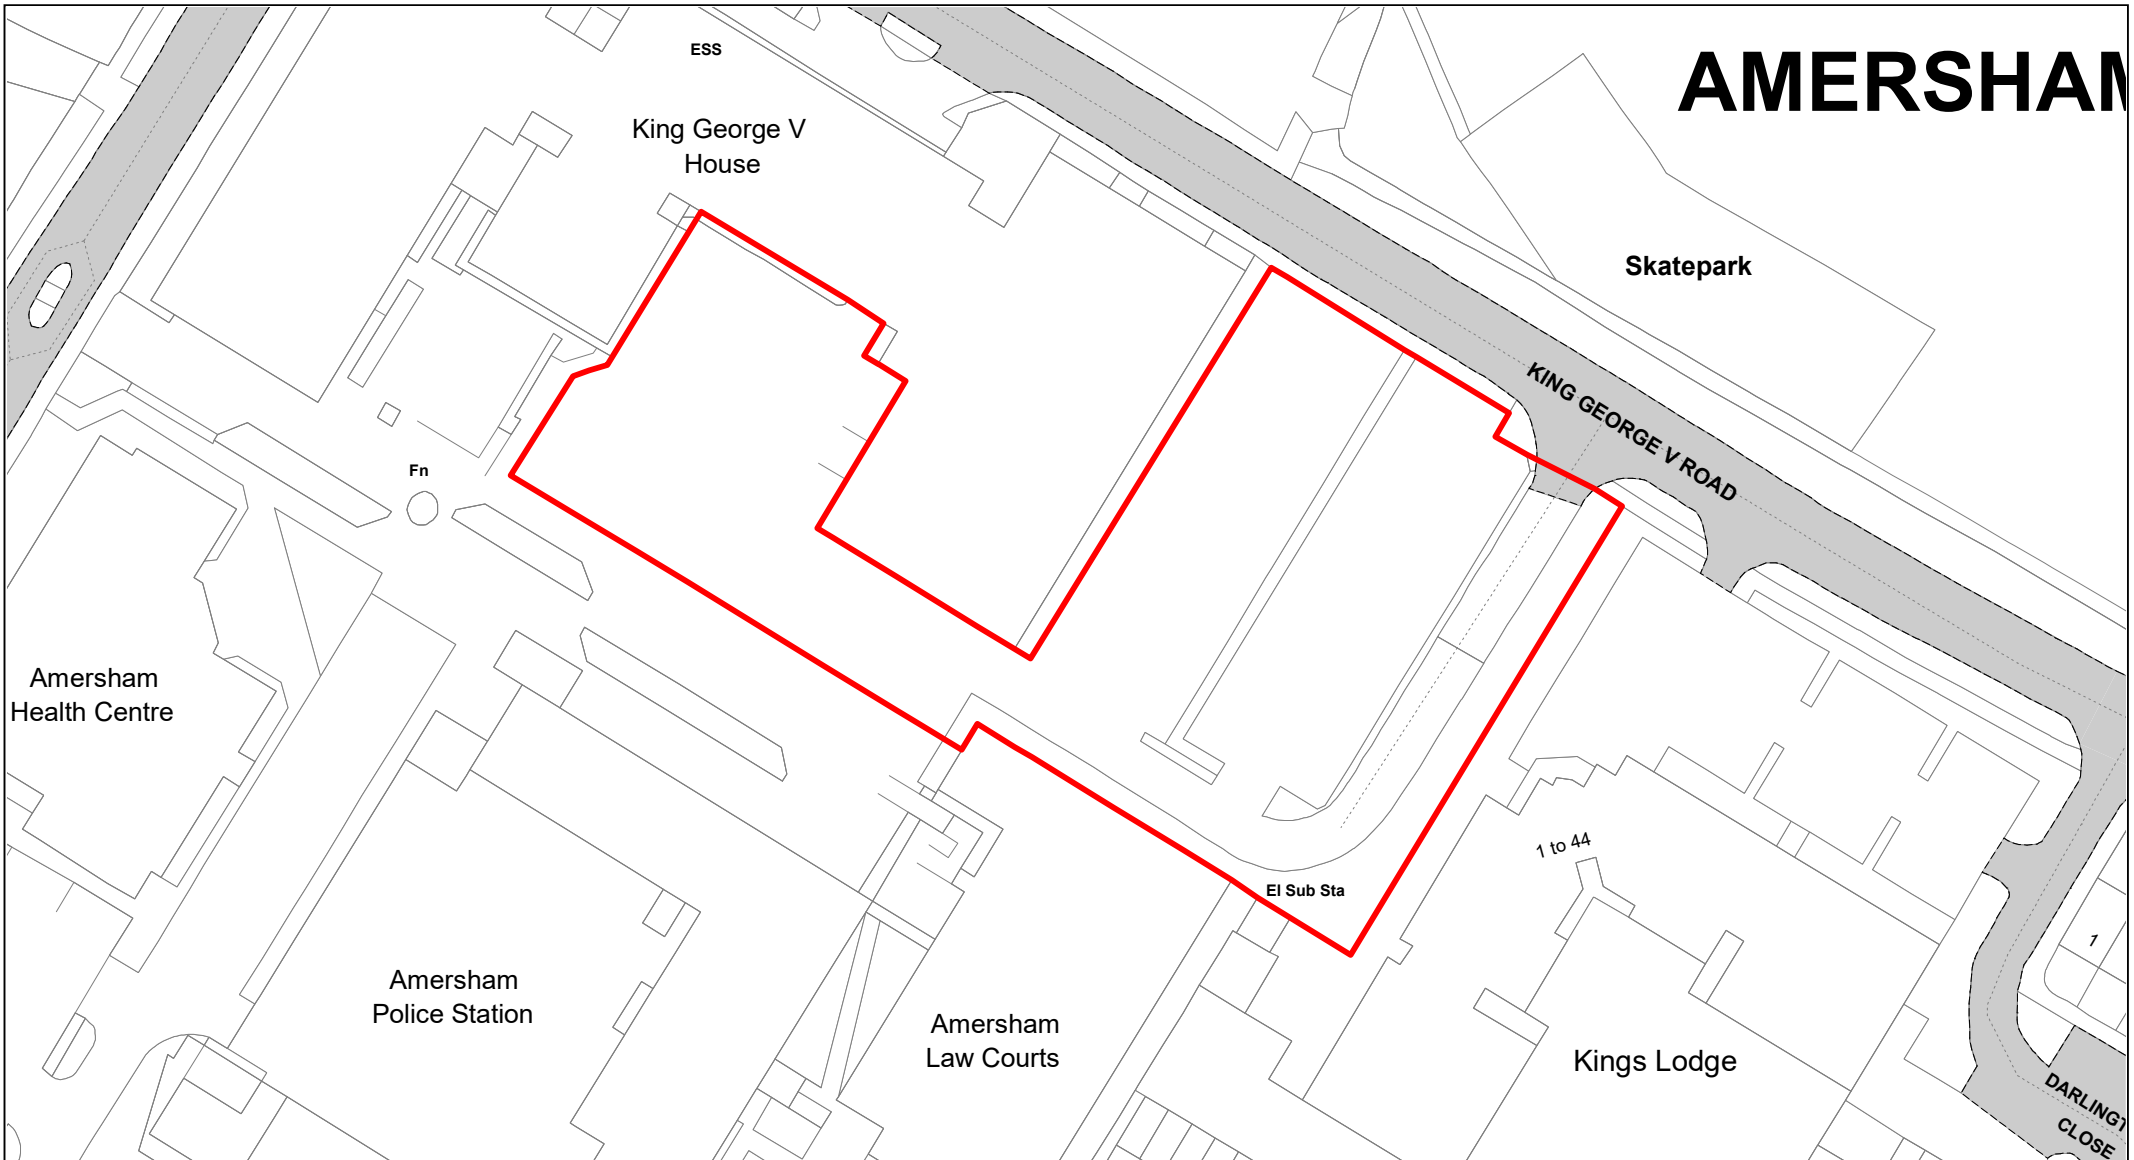 ESS
AMERSHAM
King George V
House
Skatepark
KING GEORGE V ROAD
Fn
Amersham
Health Centre
1 to 44
El Sub Sta
1
Amersham
Police Station
Amersham
Law Courts
Kings Lodge
DARLINGT
CLOSE